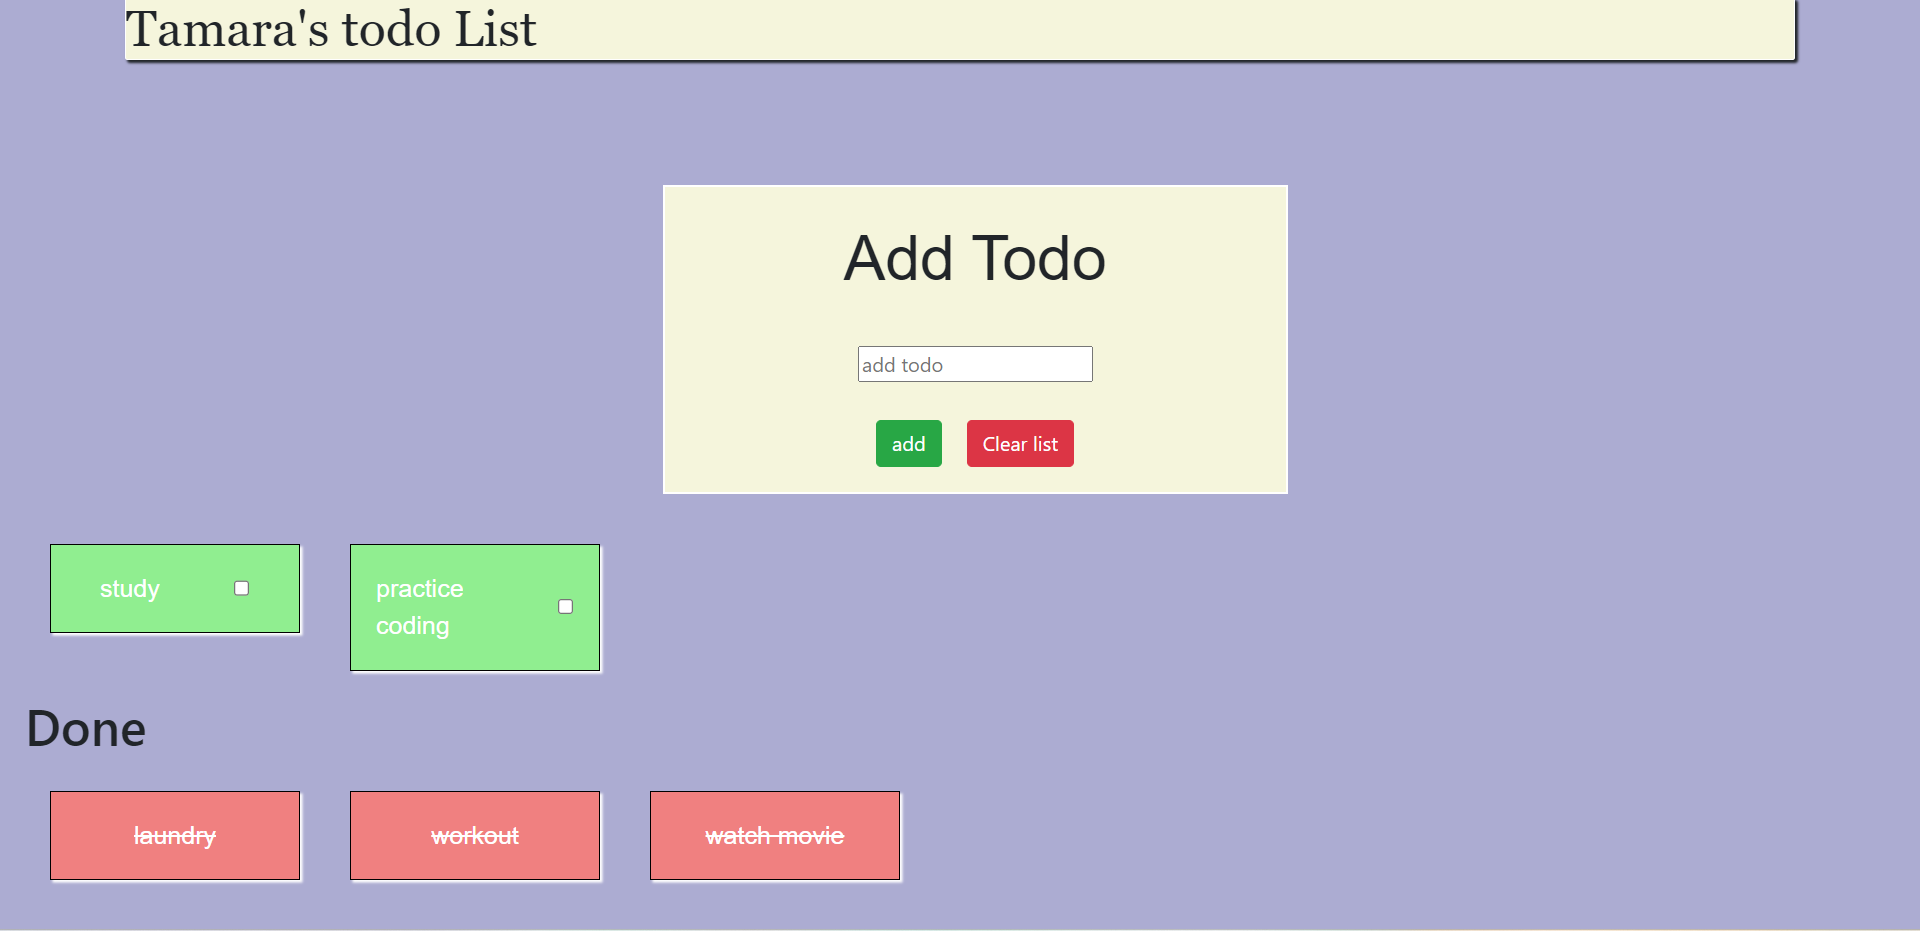 Tamara's todo List
Add Todo
add todo
add Clear list
study
practice
coding
Done
laundry
workout
watch movie